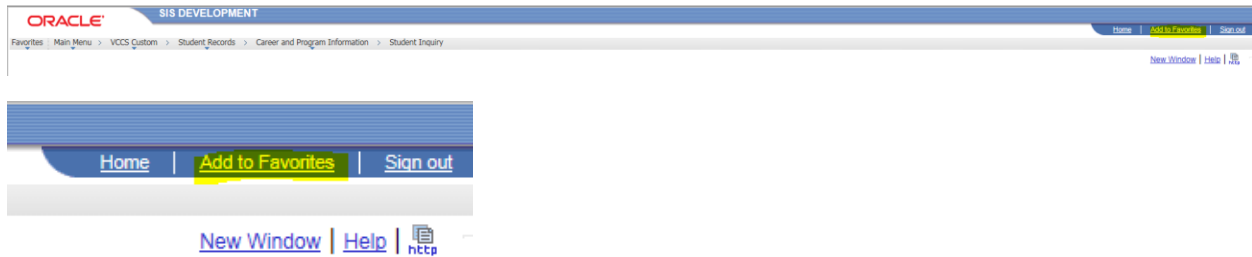 SIS DEVELOPMENT
ORACLE
Home | Add to Favorites | Sign out
Favorites | Main Menu > VCCS Custom > Student Records > Career and Program Information > Student Inquiry
New Window | Help | http
Home | Add to Favorites | Sign out
New Window | Help | http